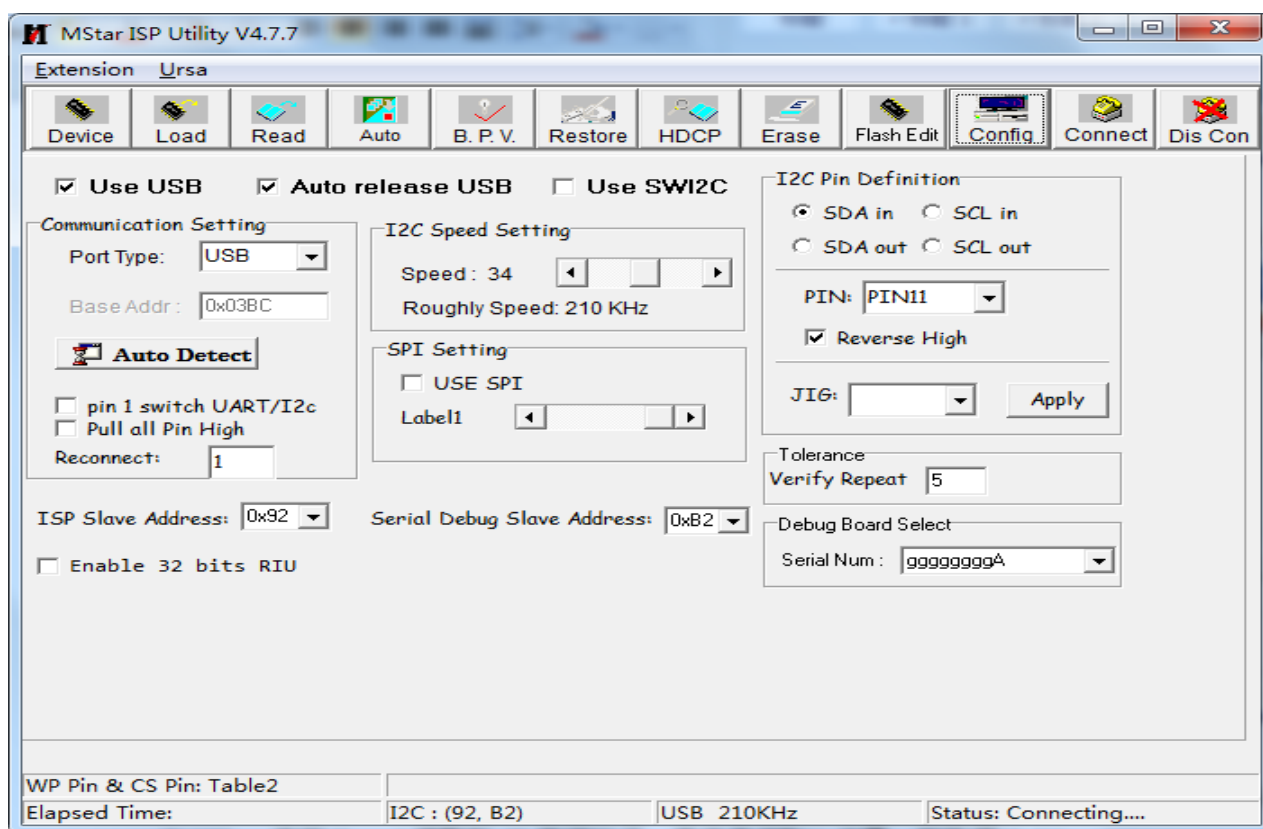 MStar ISP Utility V4.7.7
Extension Ursa
Device Load Read Auto B. P. V. Restore HDCP Erase Flash Edit Config Connect Dis Con
Use USB Auto release USB Use SWI2C
Communication Setting
Port Type: USB
Base Addr : 0x03BC
Auto Detect
pin 1 switch UART/I2c
Pull all Pin High
Reconnect: 1
I2C Speed Setting
Speed : 34
Roughly Speed: 210 KHz
SPI Setting
USE SPI
Label1
I2C Pin Definition
SDA in SCL in
SDA out SCL out
PIN: PIN11
Reverse High
JIG: Apply
Tolerance
Verify Repeat 5
Debug Board Select
Serial Num : ggggggggA
ISP Slave Address: 0x92 Serial Debug Slave Address: 0xB2
Enable 32 bits RIU
WP Pin & CS Pin: Table2
Elapsed Time: I2C : (92, B2) USB 210KHz Status: Connecting....